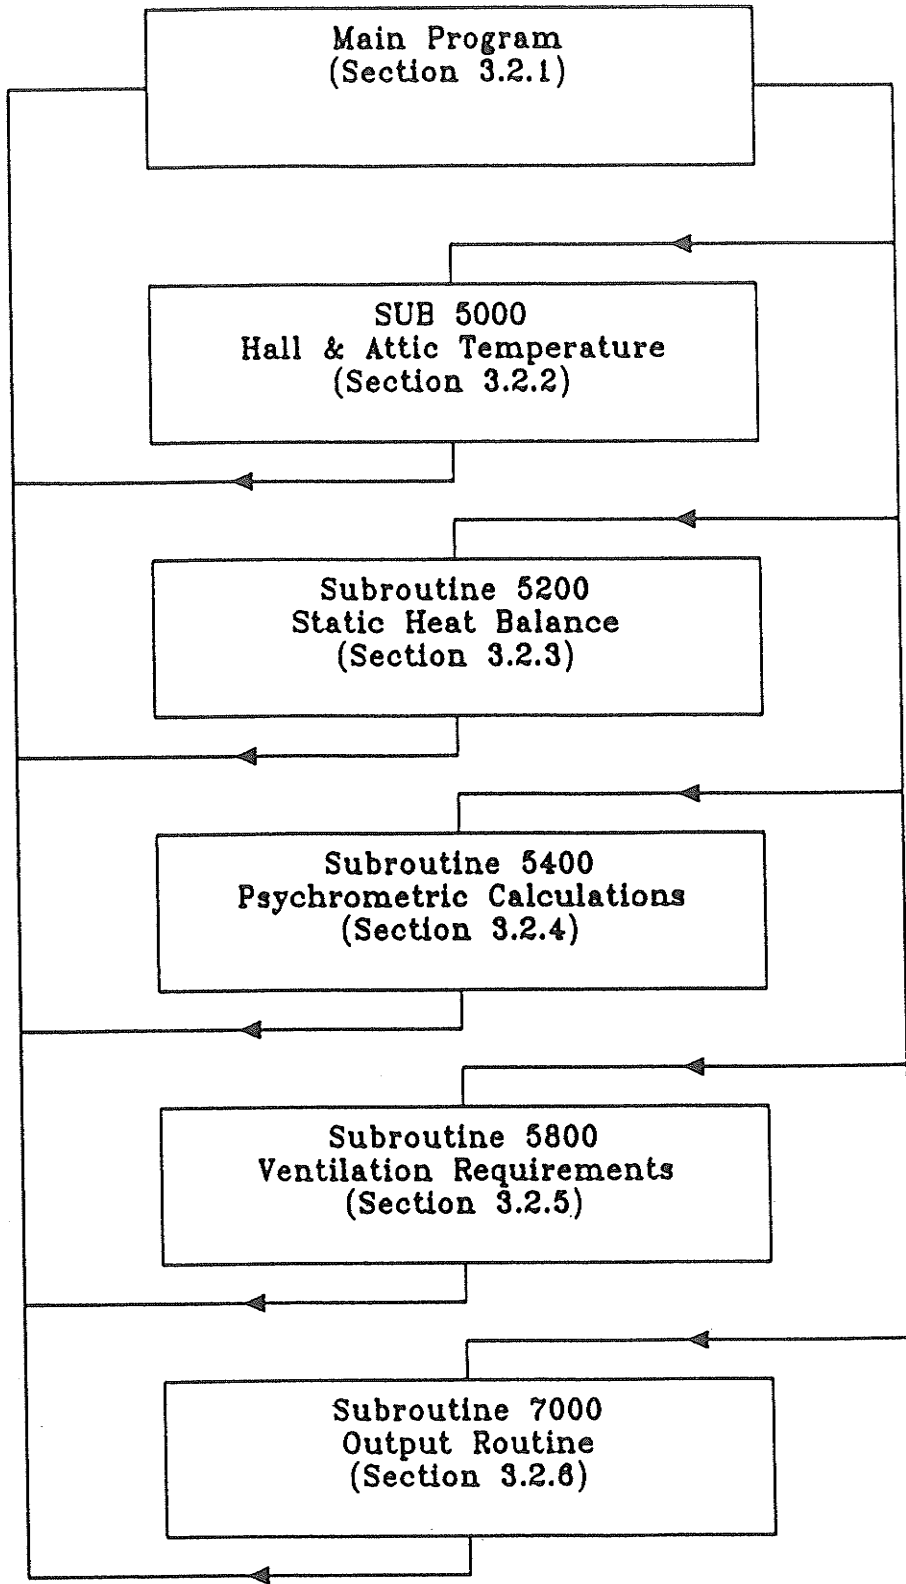 Main Program
(Section 3.2.1)
SUB 5000
Hall & Attic Temperature
(Section 3.2.2)
Subroutine 5200
Static Heat Balance
(Section 3.2.3)
Subroutine 5400
Psychrometric Calculations
(Section 3.2.4)
Subroutine 5800
Ventilation Requirements
(Section 3.2.5)
Subroutine 7000
Output Routine
(Section 3.2.6)